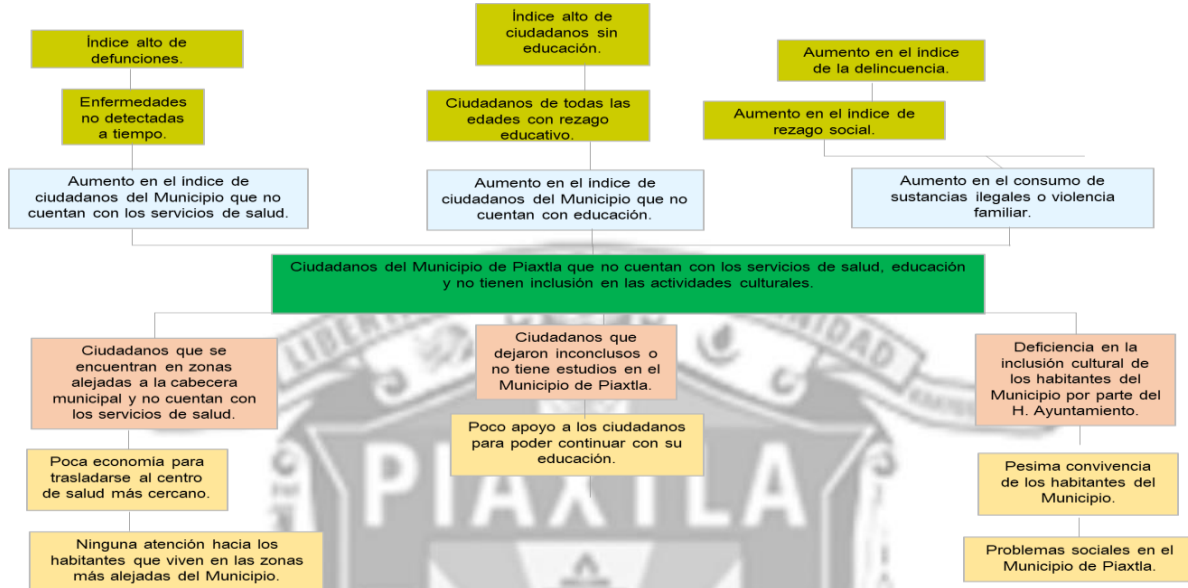 Índice alto de
defunciones.
Índice alto de
ciudadanos sin
educación.
Aumento en el índice
de la delincuencia.
Enfermedades
no detectadas
a tiempo.
Ciudadanos de todas las
edades con rezago
educativo.
Aumento en el índice de
rezago social.
Aumento en el índice de
ciudadanos del Municipio que no
cuentan con los servicios de salud.
Aumento en el índice de
ciudadanos del Municipio que no
cuentan con educación.
Aumento en el consumo de
sustancias ilegales o violencia
familiar.
Ciudadanos del Municipio de Piaxtla que no cuentan con los servicios de salud, educación
y no tienen inclusión en las actividades culturales.
Ciudadanos que se
encuentran en zonas
alejadas a la cabecera
municipal y no cuentan con
los servicios de salud.
Ciudadanos que
dejaron inconclusos o
no tiene estudios en el
Municipio de Piaxtla.
Deficiencia en la
inclusión cultural de
los habitantes del
Municipio por parte del
H. Ayuntamiento.
Poca economía para
trasladarse al centro
de salud más cercano.
Poco apoyo a los ciudadanos
para poder continuar con su
educación.
Pesima convivencia
de los habitantes del
Municipio.
Ninguna atención hacia los
habitantes que viven en las zonas
más alejadas del Municipio.
Problemas sociales en el
Municipio de Piaxtla.
PIAXTLA